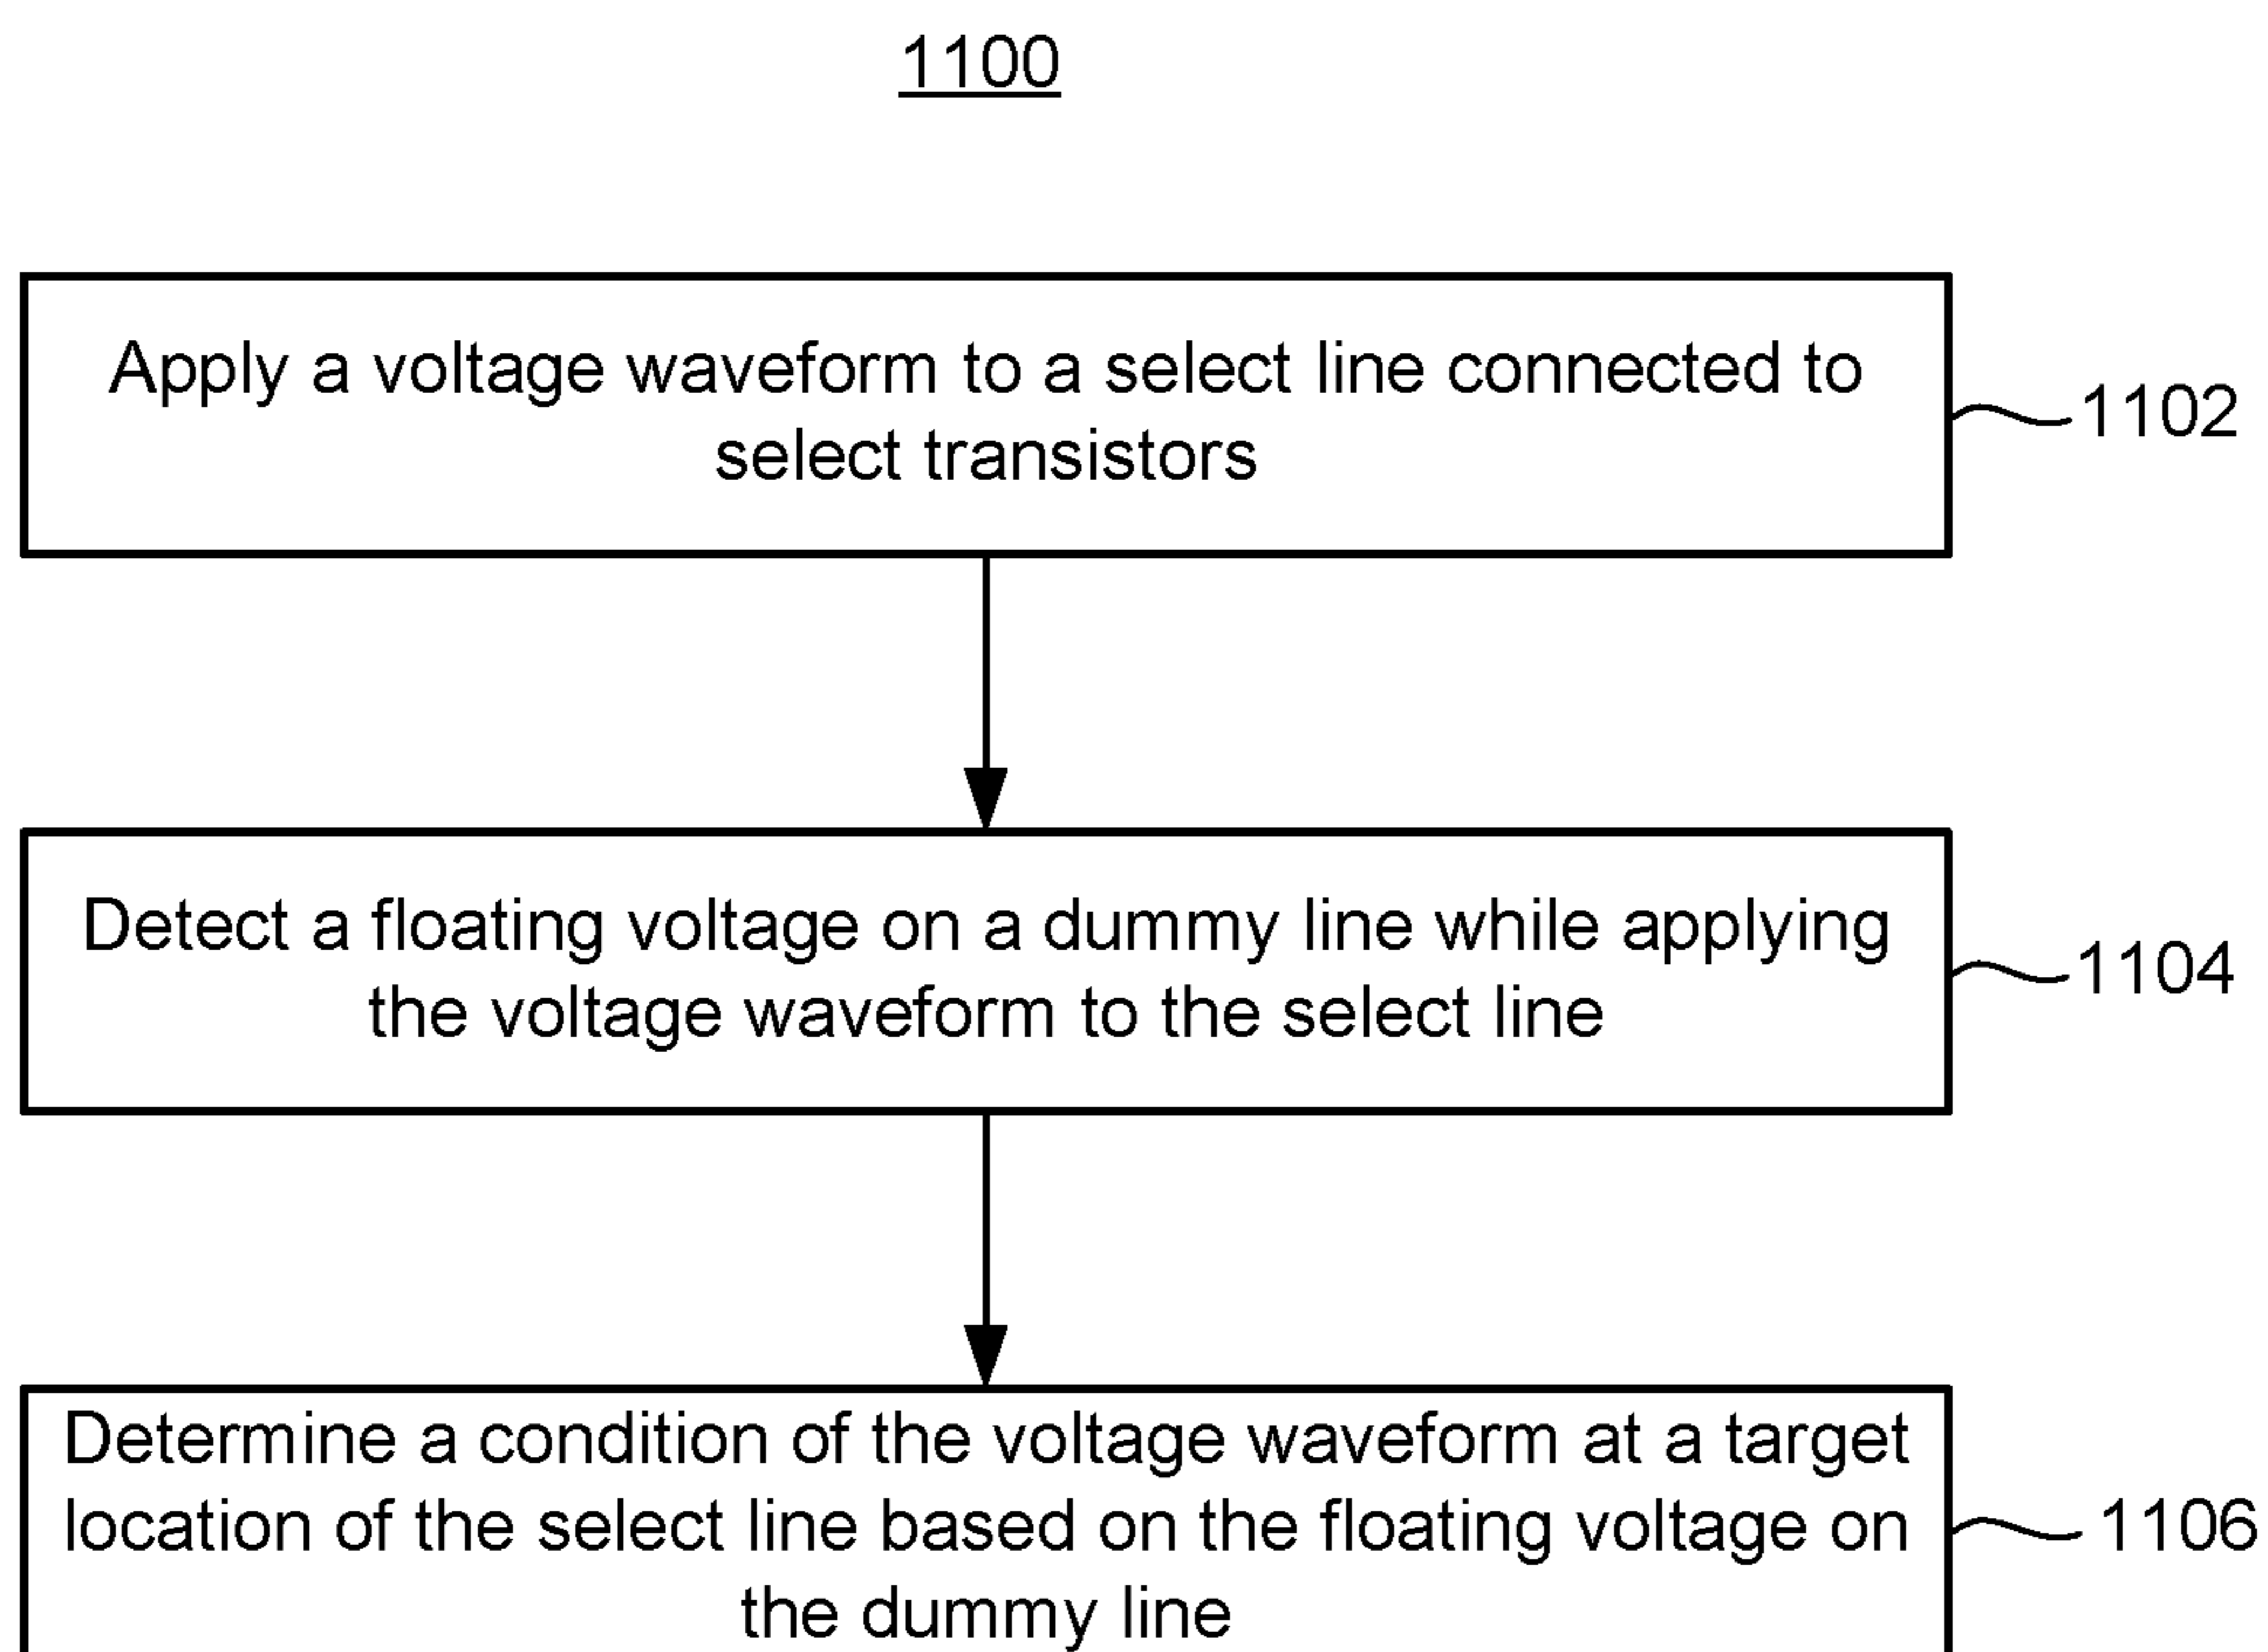 1100
Apply a voltage waveform to a select line connected to
select transistors
1102
Detect a floating voltage on a dummy line while applying
the voltage waveform to the select line
1104
Determine a condition of the voltage waveform at a target
location of the select line based on the floating voltage on
the dummy line
1106